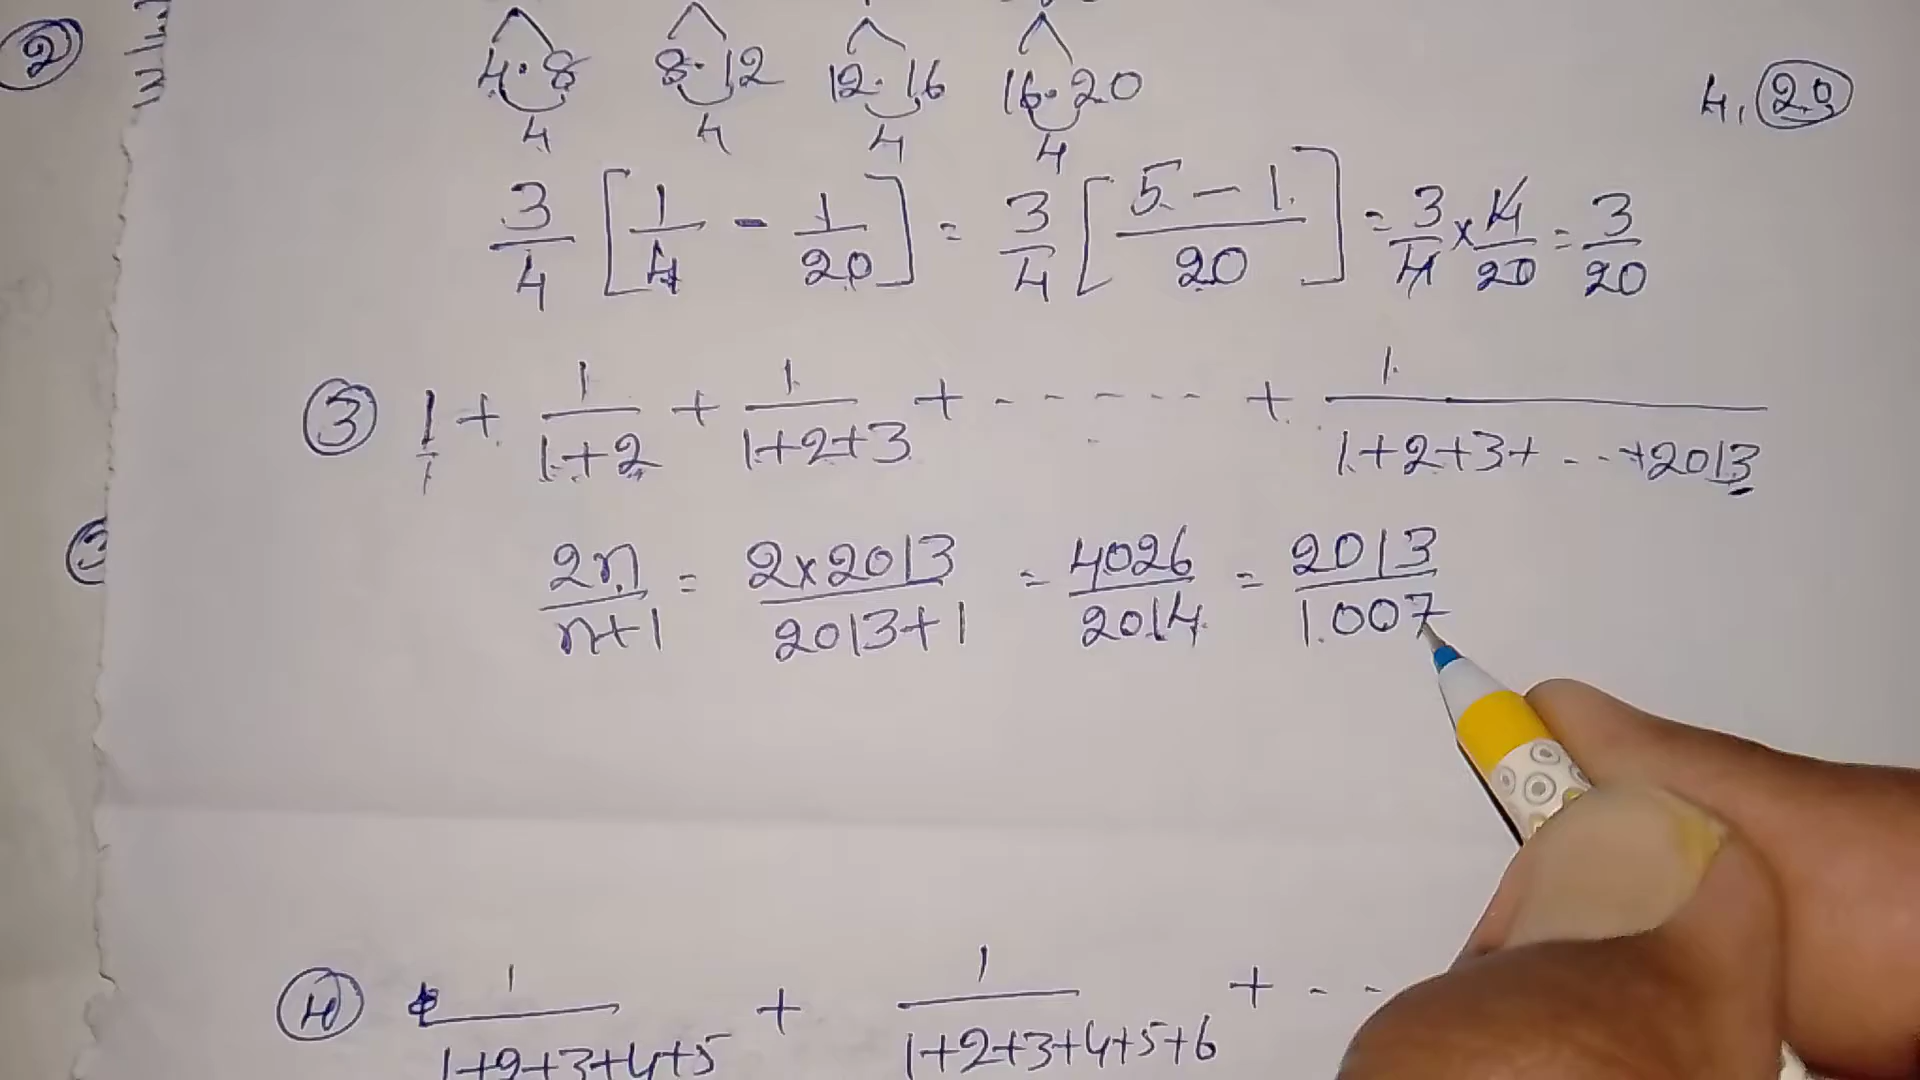 2
4·8 8·12 12·16 16·20
4 4 4 4
4, 20
3/4 [1/4 - 1/20] = 3/4 [5-1/20] = 3/4 × 4/20 = 3/20
3 1/1 + 1/1+2 + 1/1+2+3 + ------ + 1/1+2+3+...+2013
2n/n+1 = 2×2013/2013+1 = 4026/2014 = 2013/1007
4 1/1+2+3+4+5 + 1/1+2+3+4+5+6 + --